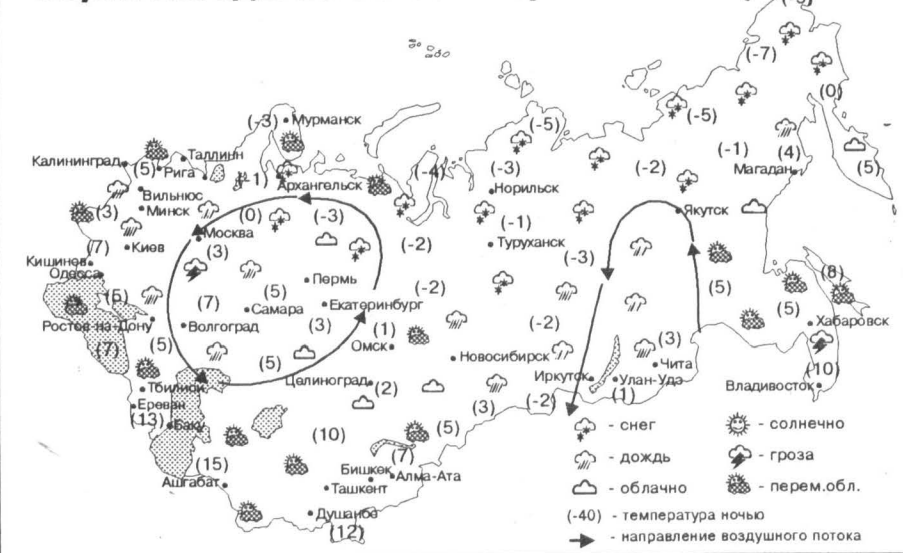 (-7)
(0)
(-5)
(-3)
Мурманск
(-5)
(-1)
(4)
(5)
Магадан
Калининград
Таллинн
(5)
Рига
(-1)
Архангельск
(-4)
(-3)
Норильск
(-2)
Вильнюс
(3)
Минск
(0)
(-3)
Якутск
(7)
Киев
Москва
(3)
(-2)
(-1)
Туруханск
(-3)
Кишинев
Одесса
Пермь
(8)
(5)
(7)
(5)
Самара
Екатеринбург
(-2)
(5)
(5)
Ростов-на-Дону
Волгоград
(3)
(1)
Омск
(-2)
Хабаровск
(7)
(5)
(5)
Новосибирск
(3)
Чита
(10)
Тбилиси
Целиноград
(2)
Иркутск
Улан-Удэ
(1)
Владивосток
Ереван
(13)
Баку
(3)
(-2)
(10)
(5)
(15)
Ашгабат
(7)
Бишкек
Алма-Ата
Ташкент
Душанбе
(12)
- снег
- солнечно
- дождь
- гроза
- облачно
- перем.обл.
(-40) - температура ночью
- направление воздушного потока